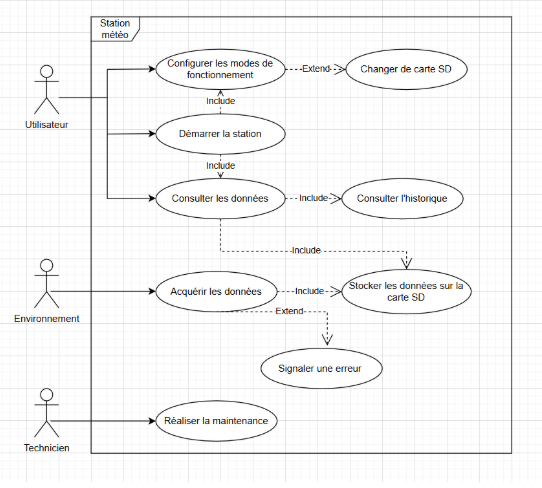 Station
météo
Configurer les modes de
fonctionnement
Extend
Changer de carte SD
Include
Utilisateur
Démarrer la station
Include
Consulter les données
Include
Consulter l'historique
Include
Acquérir les données
Include
Stocker les données sur la
carte SD
Environnement
Extend
Signaler une erreur
Réaliser la maintenance
Technicien